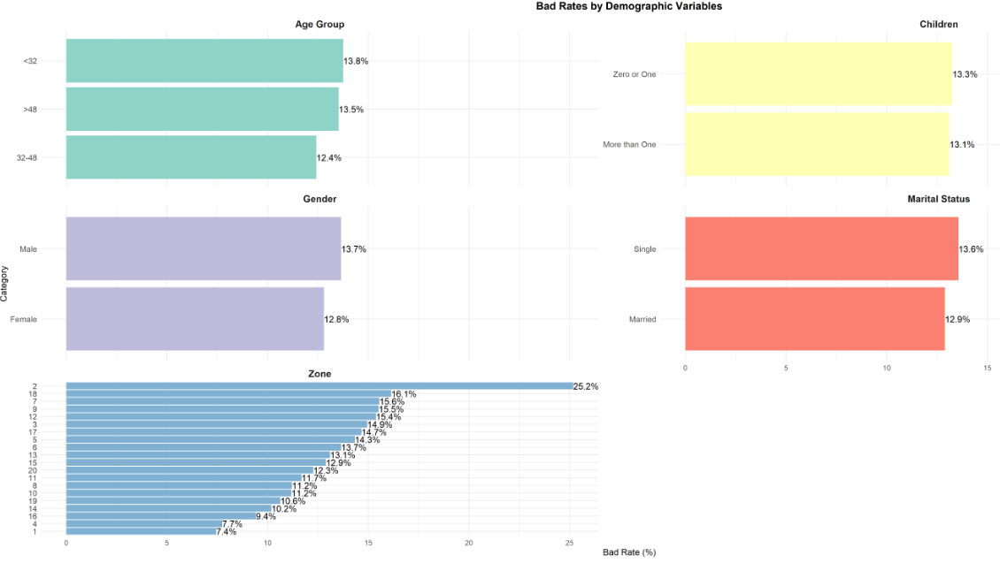 Bad Rates by Demographic Variables
Age Group
<32
13.8%
>48
13.5%
32-48
12.4%
Children
Zero or One
13.3%
More than One
13.1%
Gender
Male
13.7%
Female
12.8%
Marital Status
Single
13.6%
Married
12.9%
0 5 10 15
Category
Zone
2 25.2%
18 16.1%
7 15.6%
9 15.5%
12 15.4%
3 14.9%
17 14.7%
5 14.3%
6 13.7%
13 13.1%
15 12.9%
20 12.3%
11 11.7%
8 11.2%
10 11.2%
19 10.6%
14 10.2%
16 9.4%
4 7.7%
1 7.4%
0 5 10 15 20 25
Bad Rate (%)